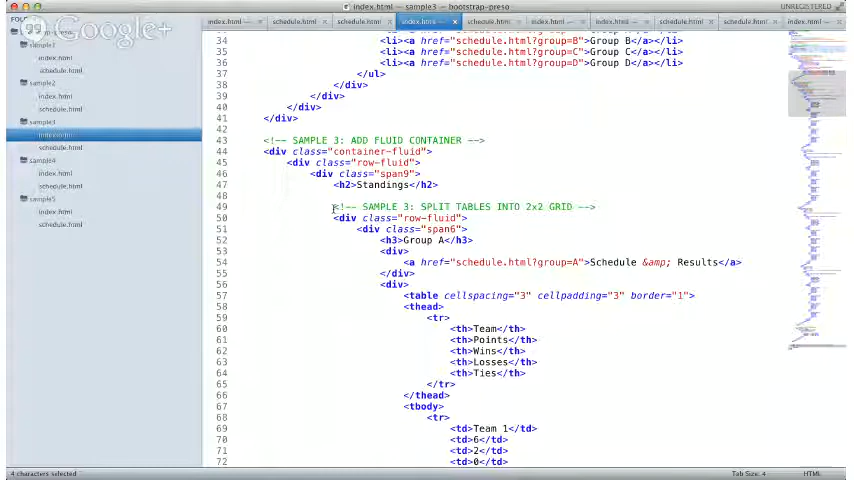 index.html — sample3 — bootstrap-preso
UNREGISTERED
Google+
index.html schedule.html schedule.html index.html schedule.html index.html index.html schedule.html schedule.html index.html
sample1
index.html
schedule.html
sample2
index.html
schedule.html
sample3
index.html
schedule.html
sample4
index.html
schedule.html
sample5
index.html
schedule.html
34 <li><a href="schedule.html?group=B">Group B</a></li>
35 <li><a href="schedule.html?group=C">Group C</a></li>
36 <li><a href="schedule.html?group=D">Group D</a></li>
37 </ul>
38 </div>
39 </div>
40 </div>
41 </div>
42
43 <!-- SAMPLE 3: ADD FLUID CONTAINER -->
44 <div class="container-fluid">
45 <div class="row-fluid">
46 <div class="span9">
47 <h2>Standings</h2>
48
49 <!-- SAMPLE 3: SPLIT TABLES INTO 2x2 GRID -->
50 <div class="row-fluid">
51 <div class="span6">
52 <h3>Group A</h3>
53 <div>
54 <a href="schedule.html?group=A">Schedule &amp; Results</a>
55 </div>
56 <div>
57 <table cellspacing="3" cellpadding="3" border="1">
58 <thead>
59 <tr>
60 <th>Team</th>
61 <th>Points</th>
62 <th>Wins</th>
63 <th>Losses</th>
64 <th>Ties</th>
65 </tr>
66 </thead>
67 <tbody>
68 <tr>
69 <td>Team 1</td>
70 <td>6</td>
71 <td>2</td>
72 <td>0</td>
4 characters selected
Tab Size: 4
HTML